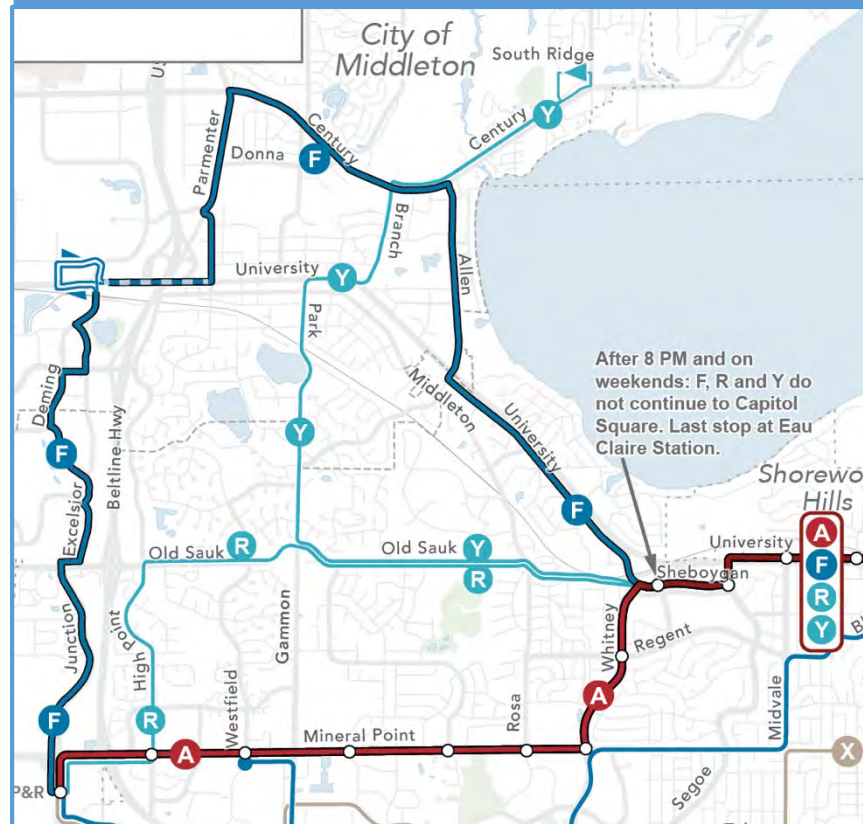 City of
Middleton
South Ridge
Century
Y
US
Parmenter
Donna
Century
F
Branch
Allen
University
Y
Park
Middleton
University
After 8 PM and on
weekends: F, R and Y do
not continue to Capitol
Square. Last stop at Eau
Claire Station.
Deming
Beltline Hwy
F
Y
Excelsior
F
Shorewo
Hills
Old Sauk
R
Old Sauk
Y
R
University
A
F
R
Y
Sheboygan
Junction
High Point
Gammon
Whitney
Regent
Midvale
F
R
Westfield
A
Mineral Point
Rosa
A
Segoe
X
P&R